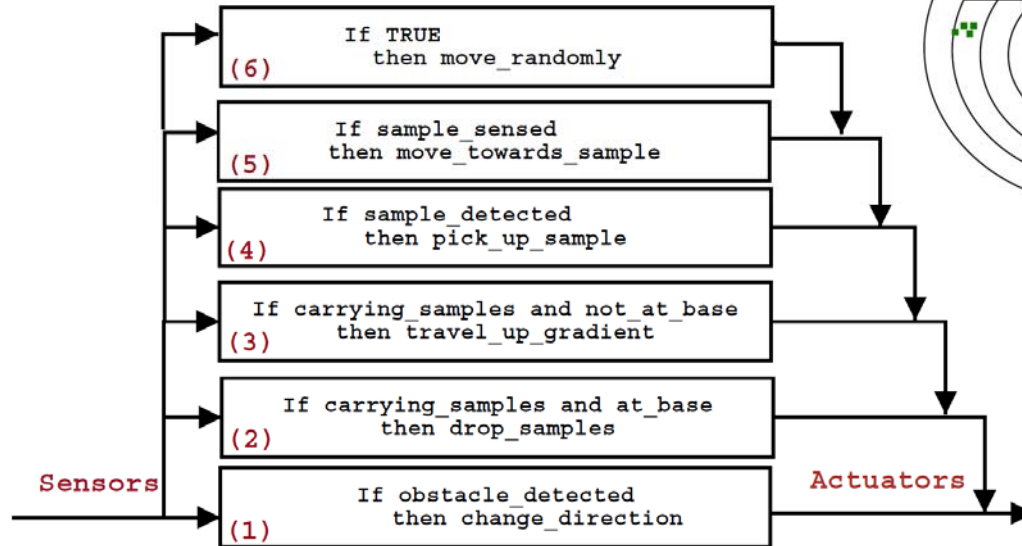 If TRUE
then move_randomly
(6)
If sample_sensed
then move_towards_sample
(5)
If sample_detected
then pick_up_sample
(4)
If carrying_samples and not_at_base
then travel_up_gradient
(3)
If carrying_samples and at_base
then drop_samples
(2)
Sensors
Actuators
If obstacle_detected
then change_direction
(1)